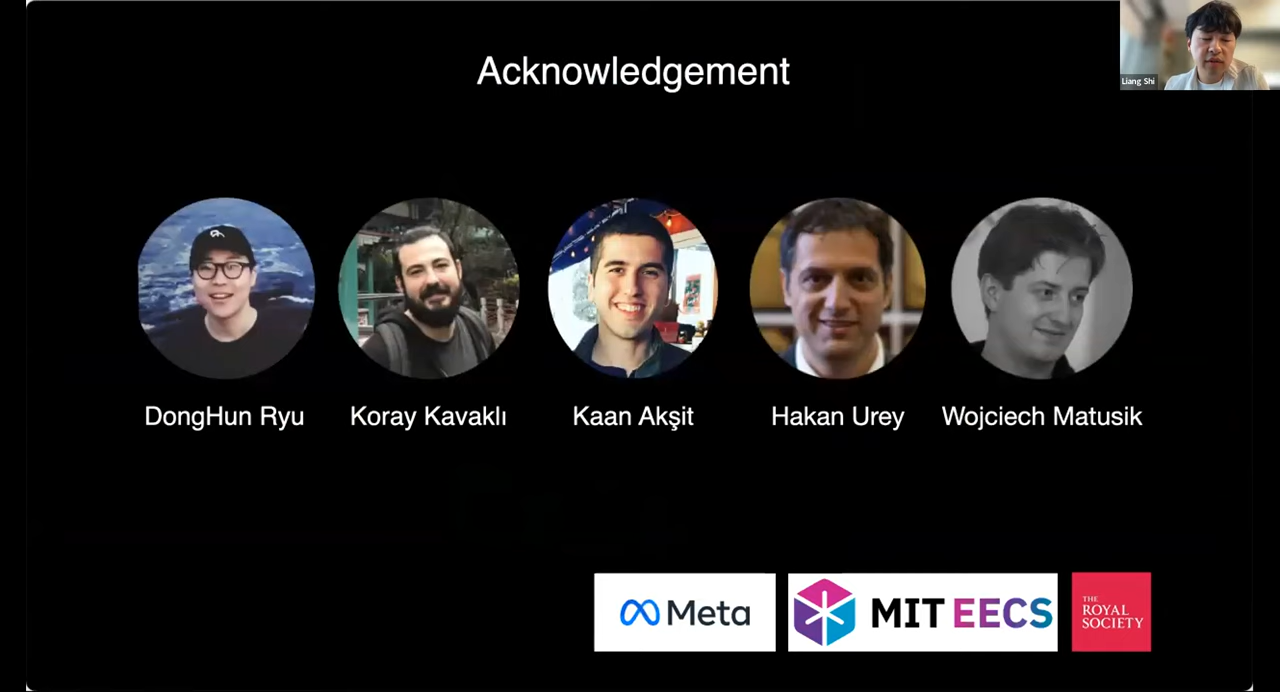 Acknowledgement
Liang Shi
DongHun Ryu
Koray Kavaklı
Kaan Akşit
Hakan Urey
Wojciech Matusik
Meta
MIT EECS
THE
ROYAL
SOCIETY